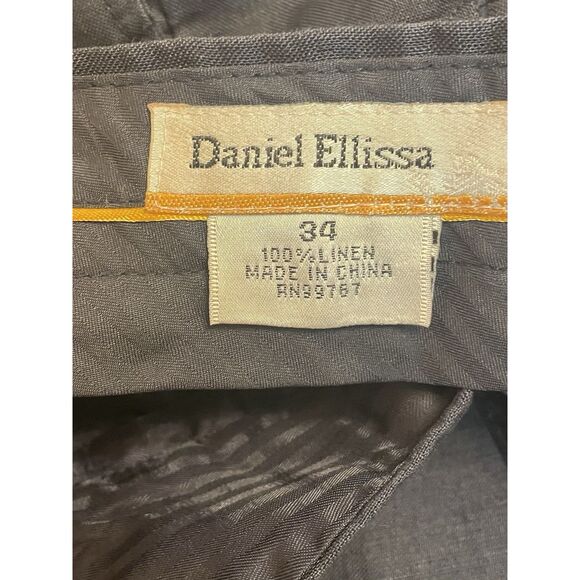 Daniel Ellissa
34
100% LINEN
MADE IN CHINA
RN99787